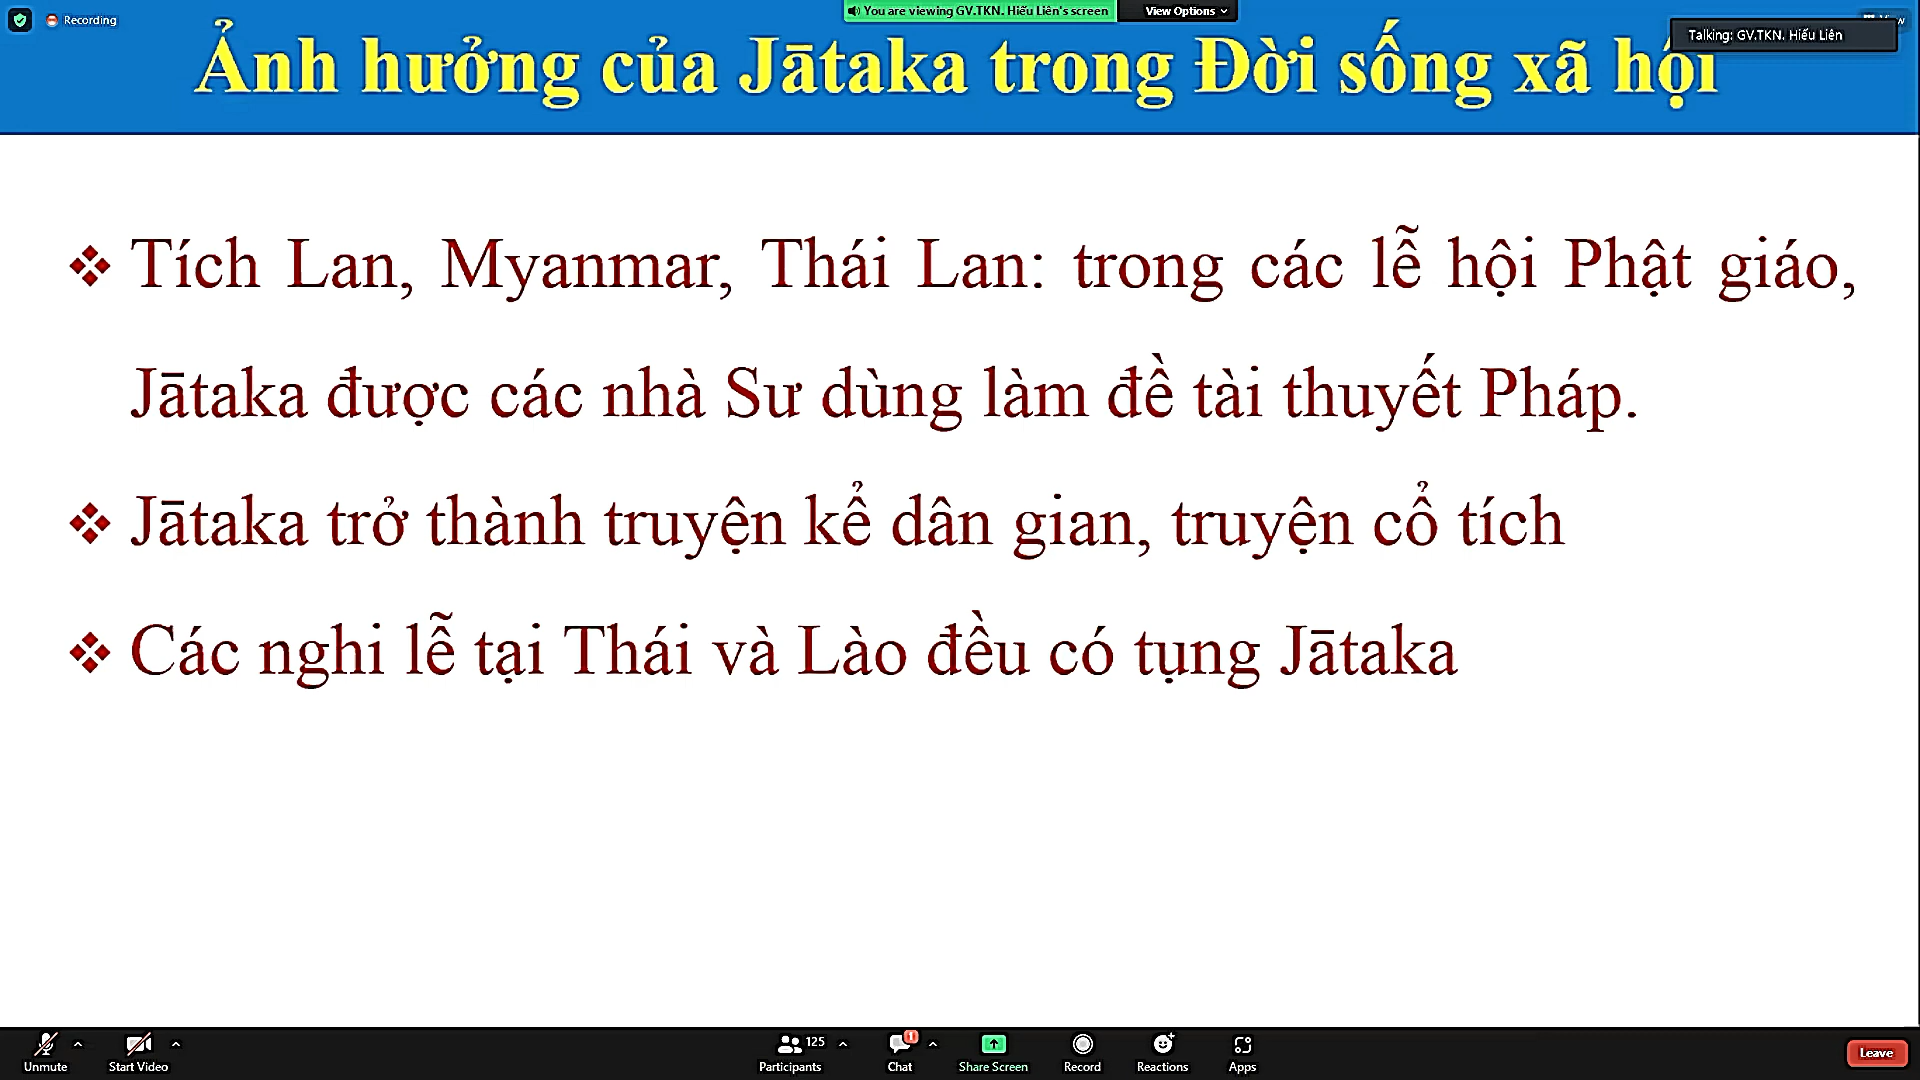 Recording
You are viewing GV.TKN. Hiếu Liên's screen
View Options
Talking: GV.TKN. Hiếu Liên
Ảnh hưởng của Jātaka trong Đời sống xã hội
❖ Tích Lan, Myanmar, Thái Lan: trong các lễ hội Phật giáo,
Jātaka được các nhà Sư dùng làm đề tài thuyết Pháp.
❖ Jātaka trở thành truyện kể dân gian, truyện cổ tích
❖ Các nghi lễ tại Thái và Lào đều có tụng Jātaka
125
1
Unmute
Start Video
Participants
Chat
Share Screen
Record
Reactions
Apps
Leave